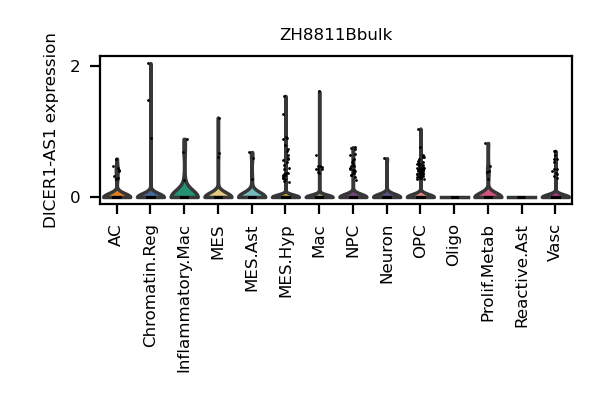 ZH8811Bbulk
DICER1-AS1 expression
2
0
AC
Chromatin.Reg
Inflammatory.Mac
MES
MES.Ast
MES.Hyp
Mac
NPC
Neuron
OPC
Oligo
Prolif.Metab
Reactive.Ast
Vasc